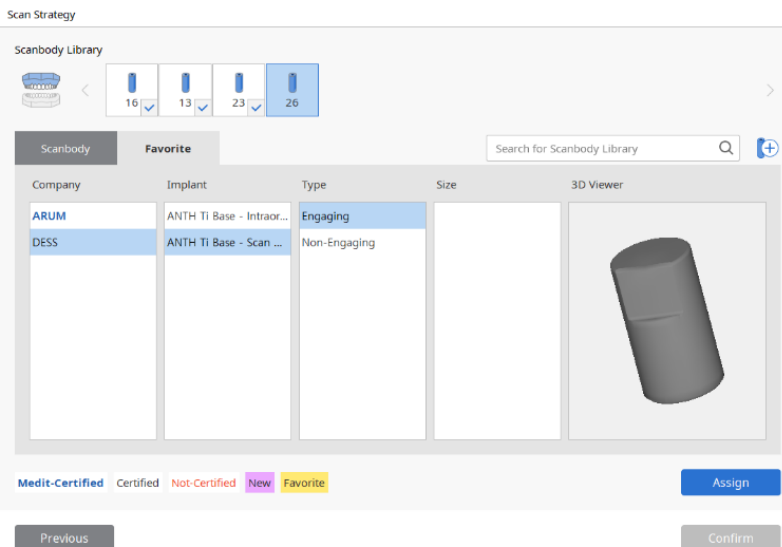 Scan Strategy
Scanbody Library
16 13 23 26
Scanbody Favorite Search for Scanbody Library
Company Implant Type Size 3D Viewer
ARUM ANTH Ti Base - Intraor... Engaging
DESS ANTH Ti Base - Scan ... Non-Engaging
Medit-Certified Certified Not-Certified New Favorite Assign
Previous Confirm